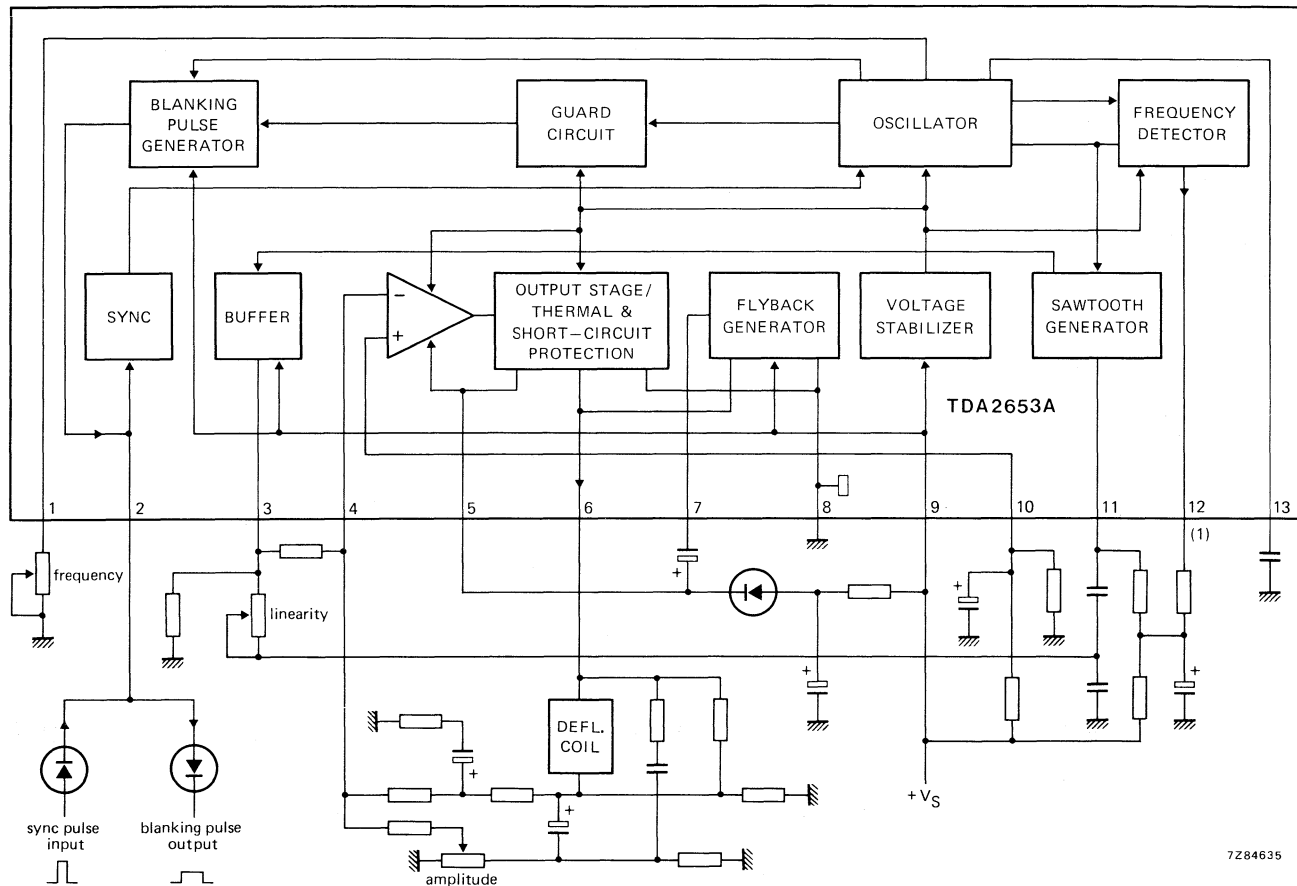 BLANKING
PULSE
GENERATOR
GUARD
CIRCUIT
OSCILLATOR
FREQUENCY
DETECTOR
SYNC
BUFFER
−
+
OUTPUT STAGE/
THERMAL &
SHORT–CIRCUIT
PROTECTION
FLYBACK
GENERATOR
VOLTAGE
STABILIZER
SAWTOOTH
GENERATOR
TDA2653A
1 2 3 4 5 6 7 8 9 10 11 12 13
(1)
frequency
linearity
+
+
+
+
+
DEFL.
COIL
+
+
+VS
sync pulse
input
blanking pulse
output
amplitude
7Z84635